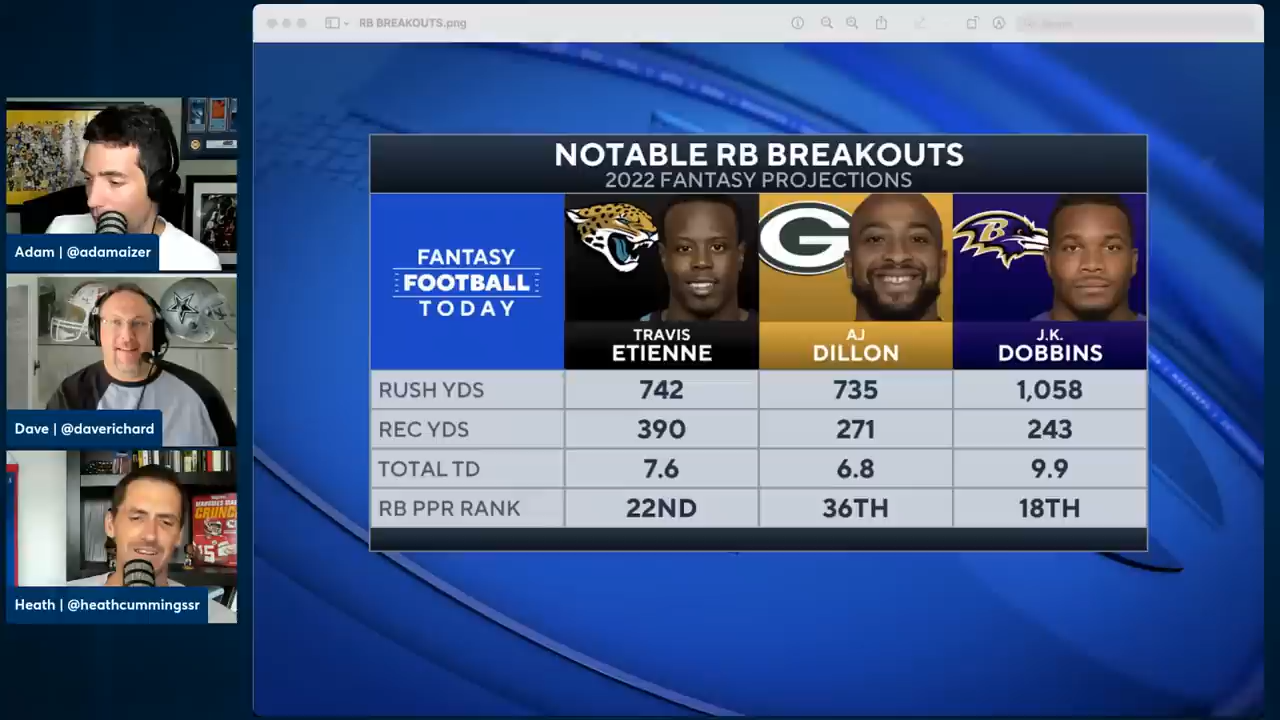 RB BREAKOUTS.png
NOTABLE RB BREAKOUTS
2022 FANTASY PROJECTIONS
FANTASY
FOOTBALL
TODAY
TRAVIS
ETIENNE
AJ
DILLON
J.K.
DOBBINS
RUSH YDS 742 735 1,058
REC YDS 390 271 243
TOTAL TD 7.6 6.8 9.9
RB PPR RANK 22ND 36TH 18TH
Adam | @adamaizer
Dave | @daverichard
Heath | @heathcummingssr
CRUNCH
15